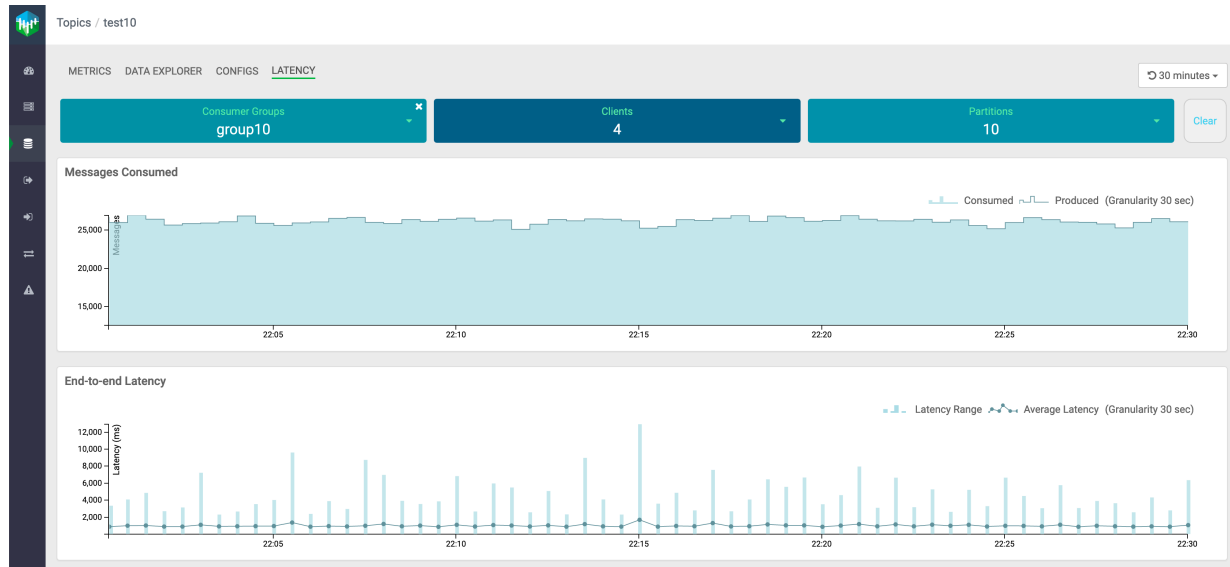 Topics / test10
METRICS DATA EXPLORER CONFIGS LATENCY
30 minutes
Consumer Groups
group10
Clients
4
Partitions
10
Clear
Messages Consumed
Consumed Produced (Granularity 30 sec)
Messages
25,000
20,000
15,000
22:05 22:10 22:15 22:20 22:25 22:30
End-to-end Latency
Latency Range Average Latency (Granularity 30 sec)
Latency (ms)
12,000
10,000
8,000
6,000
4,000
2,000
22:05 22:10 22:15 22:20 22:25 22:30